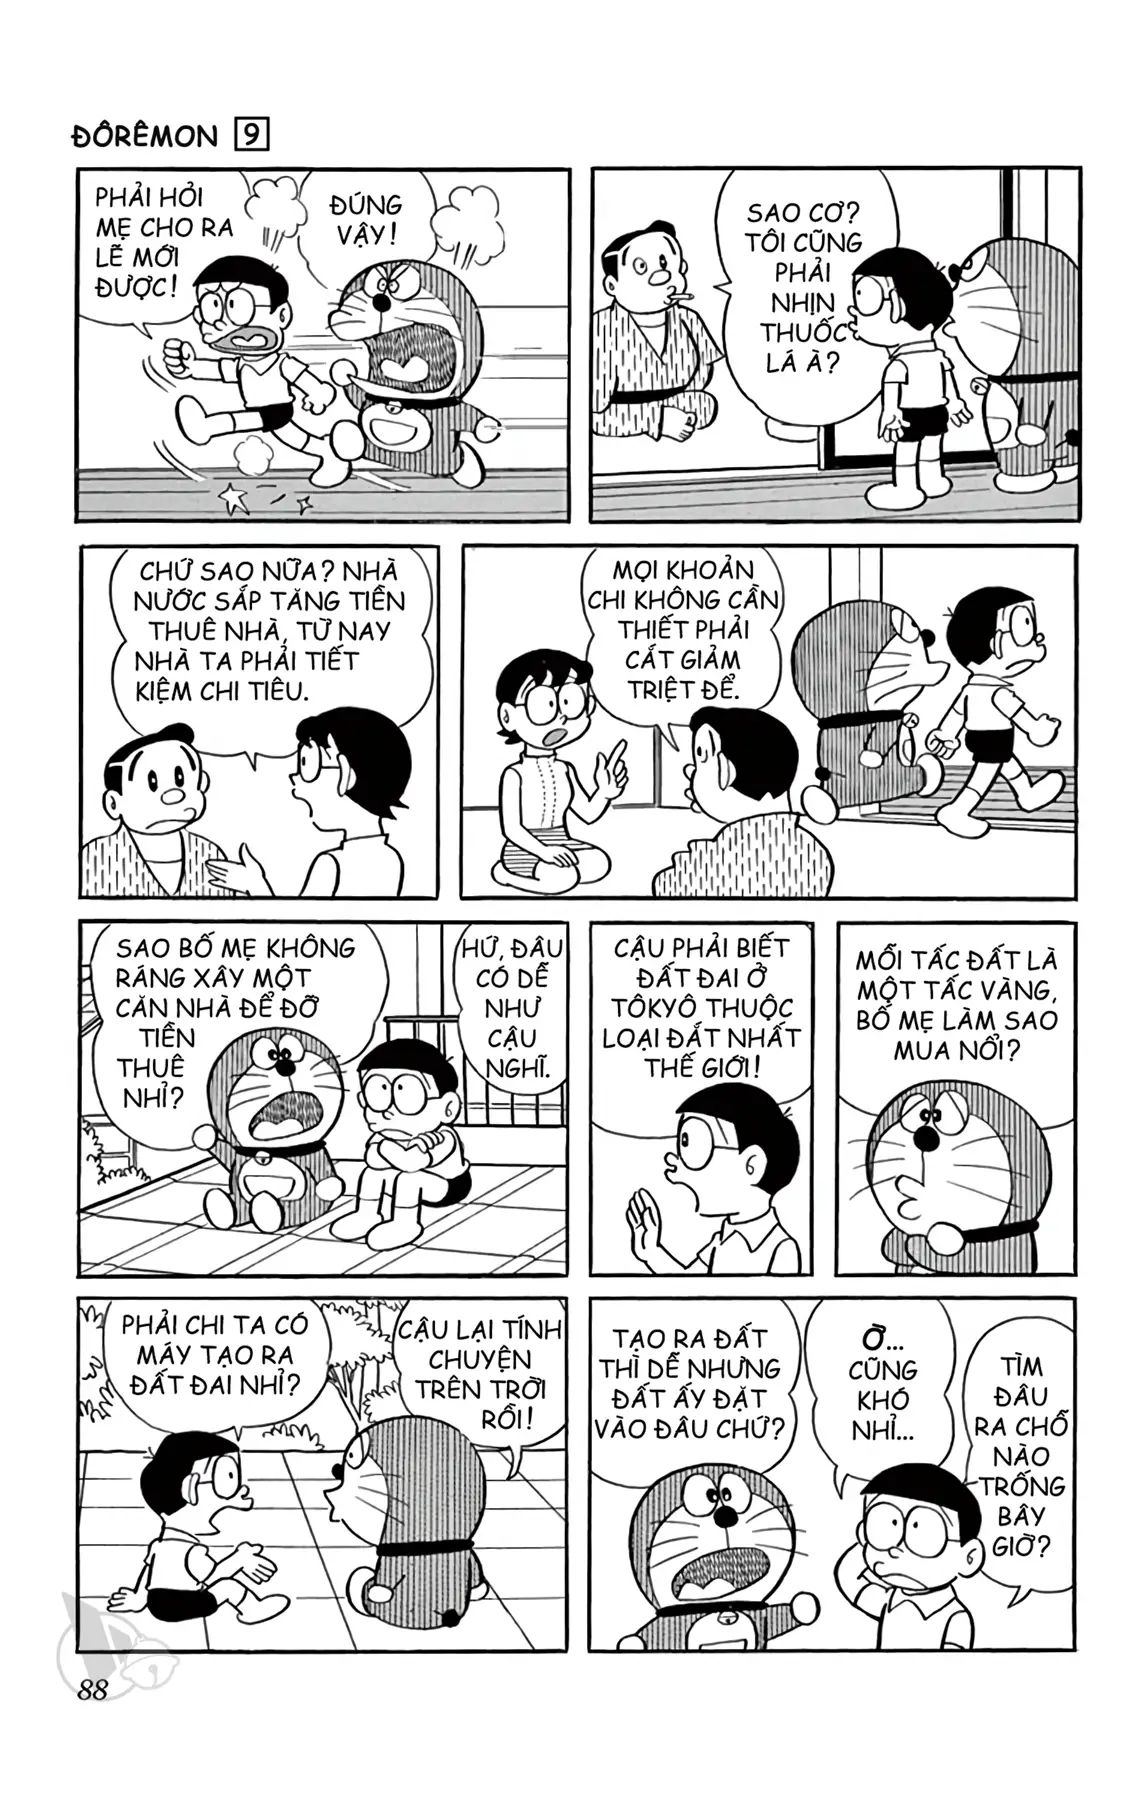 ĐÔRÊMON 9
PHẢI HỎI
MẸ CHO RA
LẼ MỚI
ĐƯỢC!
ĐÚNG
VẬY!
SAO CƠ?
TÔI CŨNG
PHẢI
NHỊN
THUỐC
LÁ À?
CHỨ SAO NỮA? NHÀ
NƯỚC SẮP TĂNG TIỀN
THUÊ NHÀ, TỪ NAY
NHÀ TA PHẢI TIẾT
KIỆM CHI TIÊU.
MỌI KHOẢN
CHI KHÔNG CẦN
THIẾT PHẢI
CẮT GIẢM
TRIỆT ĐỂ.
SAO BỐ MẸ KHÔNG
RÁNG XÂY MỘT
CĂN NHÀ ĐỂ ĐỠ
TIỀN
THUÊ
NHỈ?
HỨ, ĐÂU
CÓ DỄ
NHƯ
CẬU
NGHĨ.
CẬU PHẢI BIẾT
ĐẤT ĐAI Ở
TÔKYÔ THUỘC
LOẠI ĐẮT NHẤT
THẾ GIỚI!
MỖI TẤC ĐẤT LÀ
MỘT TẤC VÀNG,
BỐ MẸ LÀM SAO
MUA NỔI?
PHẢI CHI TA CÓ
MÁY TẠO RA
ĐẤT ĐAI NHỈ?
CẬU LẠI TÍNH
CHUYỆN
TRÊN TRỜI
RỒI!
TẠO RA ĐẤT
THÌ DỄ NHƯNG
ĐẤT ẤY ĐẶT
VÀO ĐÂU CHỨ?
Ờ...
CŨNG
KHÓ
NHỈ...
TÌM
ĐÂU
RA CHỖ
NÀO
TRỐNG
BÂY
GIỜ?
88